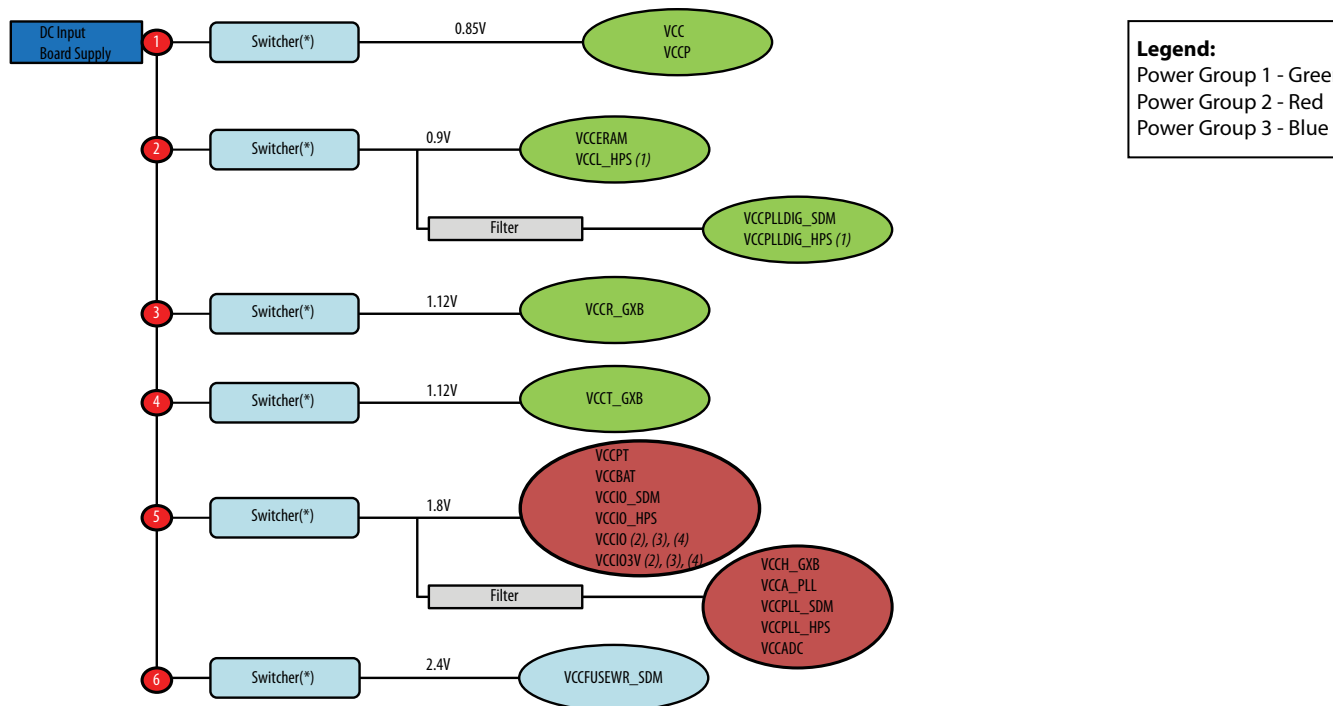 DC Input
Board Supply
1
Switcher(*)
0.85V
VCC
VCCP
Legend:
Power Group 1 - Gree
Power Group 2 - Red
Power Group 3 - Blue
2
Switcher(*)
0.9V
VCCERAM
VCCL_HPS (1)
Filter
VCCPLLDIG_SDM
VCCPLLDIG_HPS (1)
3
Switcher(*)
1.12V
VCCR_GXB
4
Switcher(*)
1.12V
VCCT_GXB
5
Switcher(*)
1.8V
VCCPT
VCCBAT
VCCIO_SDM
VCCIO_HPS
VCCIO (2), (3), (4)
VCCIO3V (2), (3), (4)
Filter
VCCH_GXB
VCCA_PLL
VCCPLL_SDM
VCCPLL_HPS
VCCADC
6
Switcher(*)
2.4V
VCCFUSEWR_SDM